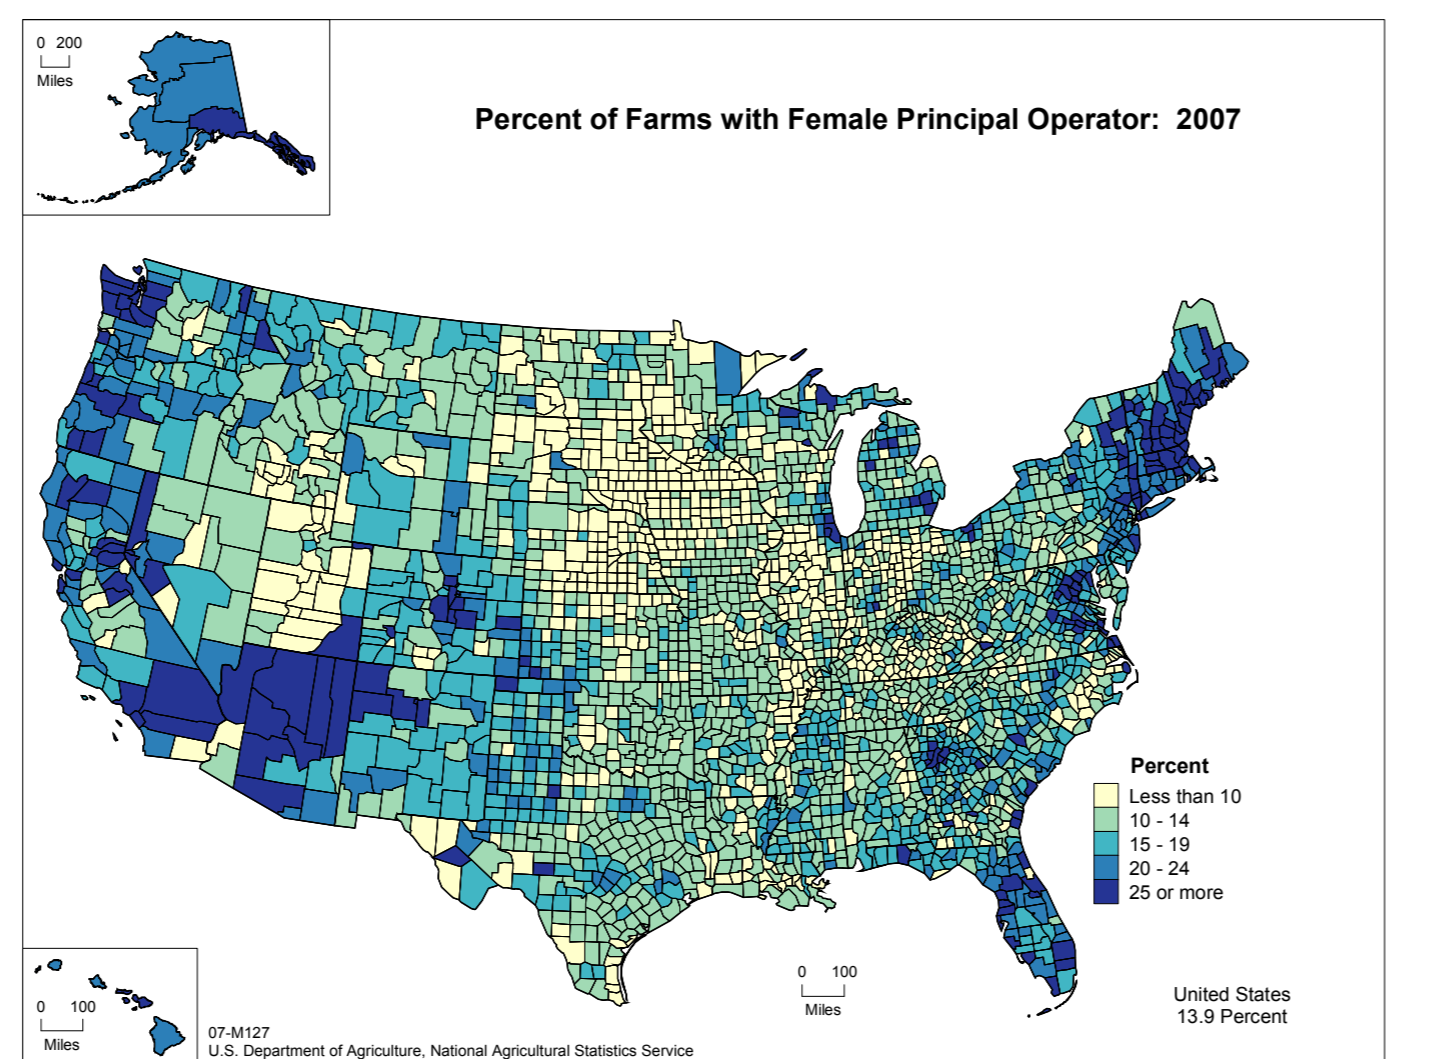 0 200
Miles
Percent of Farms with Female Principal Operator: 2007
Percent
Less than 10
10 - 14
15 - 19
20 - 24
25 or more
0 100
Miles
United States
13.9 Percent
0 100
Miles
07-M127
U.S. Department of Agriculture, National Agricultural Statistics Service